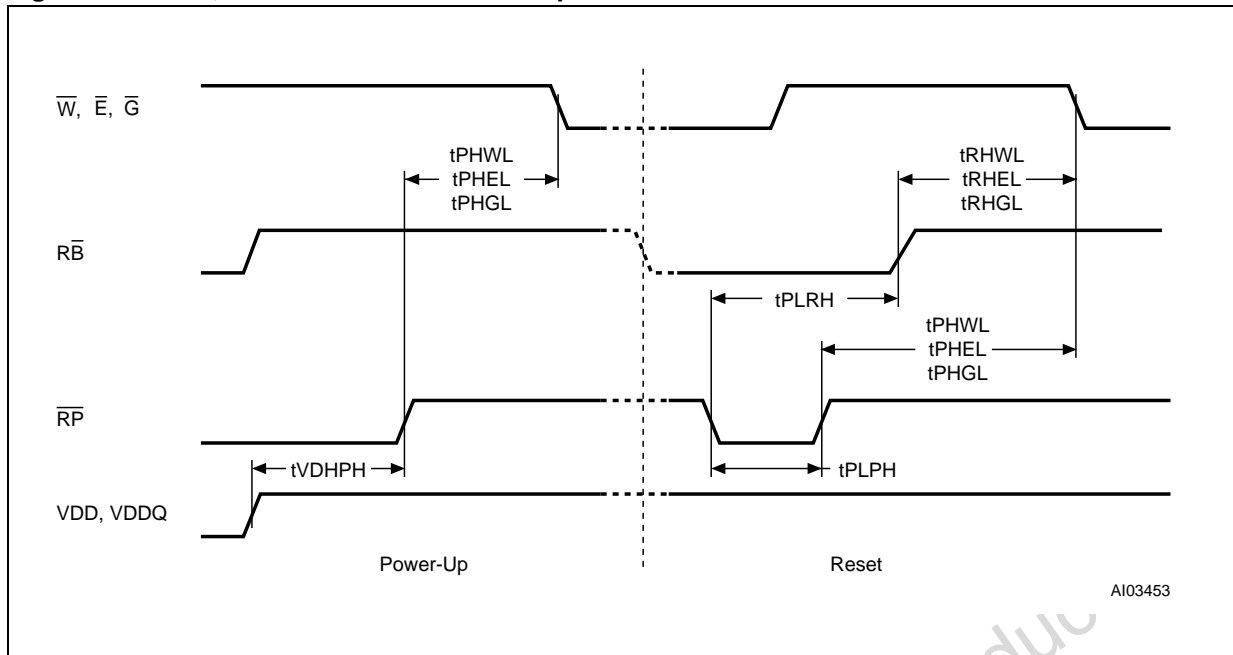 W̅, E̅, G̅
tPHWL
tPHEL
tPHGL
tRHWL
tRHEL
tRHGL
RB̅
tPLRH
tPHWL
tPHEL
tPHGL
R̅P̅
tVDHPH
tPLPH
VDD, VDDQ
Power-Up
Reset
AI03453